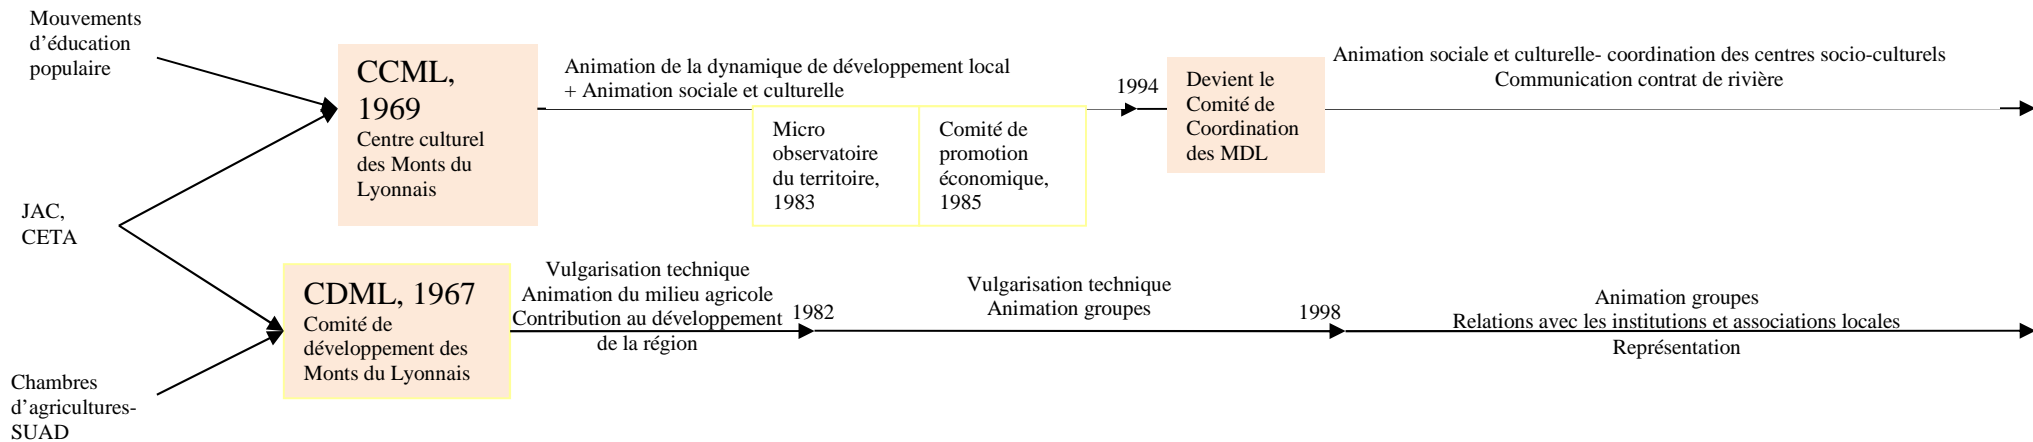 Mouvements
d’éducation
populaire
CCML,
1969
Centre culturel
des Monts du
Lyonnais
Animation de la dynamique de développement local
+ Animation sociale et culturelle
Micro
observatoire
du territoire,
1983
Comité de
promotion
économique,
1985
1994
Devient le
Comité de
Coordination
des MDL
Animation sociale et culturelle- coordination des centres socio-culturels
Communication contrat de rivière
JAC,
CETA
CDML, 1967
Comité de
développement des
Monts du Lyonnais
Vulgarisation technique
Animation du milieu agricole
Contribution au développement
de la région
1982
Vulgarisation technique
Animation groupes
1998
Animation groupes
Relations avec les institutions et associations locales
Représentation
Chambres
d’agricultures-
SUAD